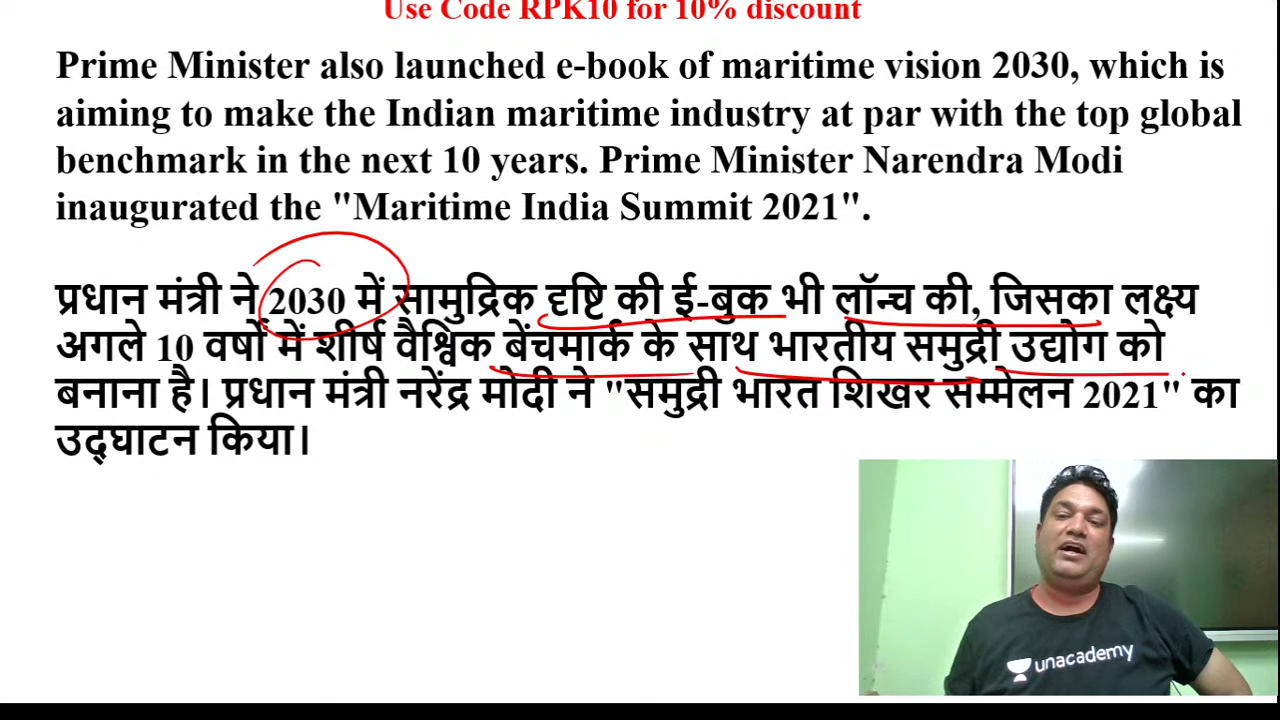 Use Code RPK10 for 10% discount
Prime Minister also launched e-book of maritime vision 2030, which is
aiming to make the Indian maritime industry at par with the top global
benchmark in the next 10 years. Prime Minister Narendra Modi
inaugurated the "Maritime India Summit 2021".
प्रधान मंत्री ने 2030 में सामुद्रिक दृष्टि की ई-बुक भी लॉन्च की, जिसका लक्ष्य
अगले 10 वर्षों में शीर्ष वैश्विक बेंचमार्क के साथ भारतीय समुद्री उद्योग को
बनाना है। प्रधान मंत्री नरेंद्र मोदी ने "समुद्री भारत शिखर सम्मेलन 2021" का
उद्घाटन किया।
unacademy